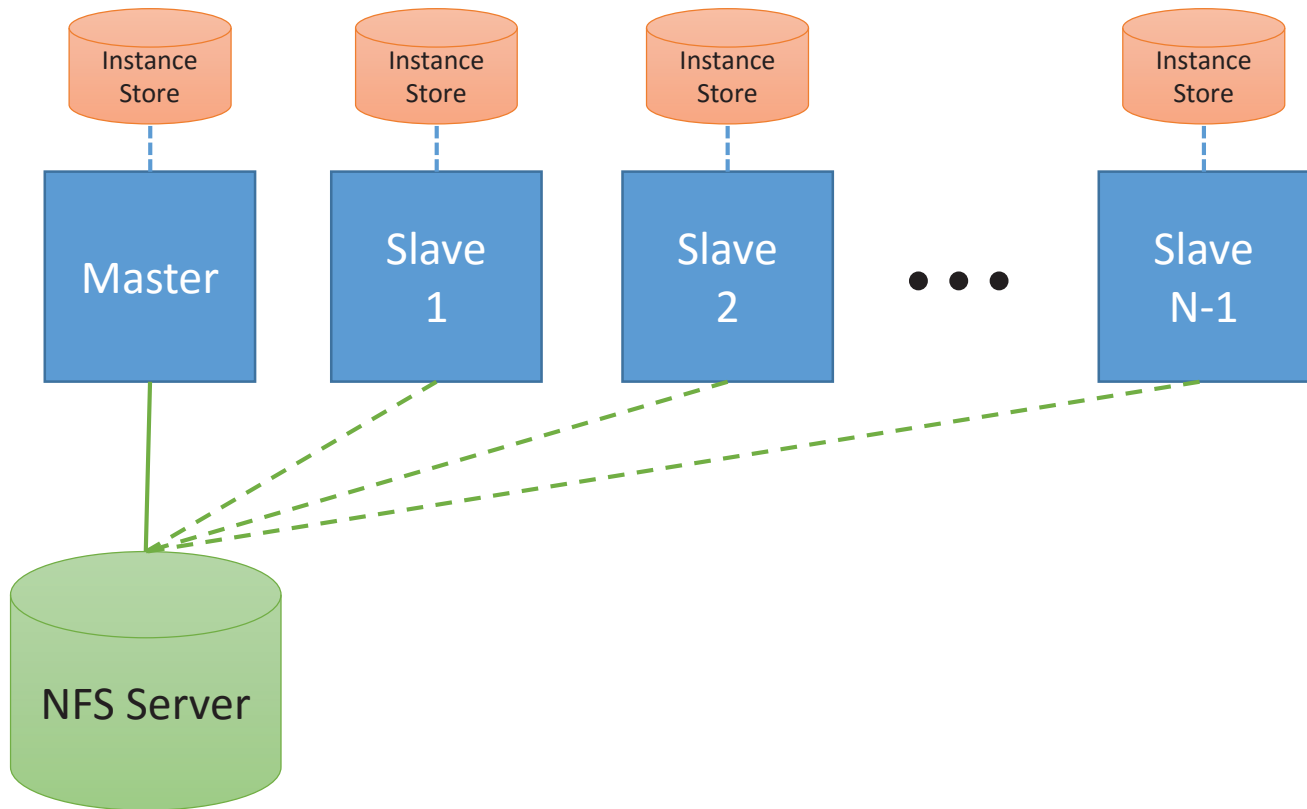 Instance
Store
Instance
Store
Instance
Store
Instance
Store
Master
Slave
1
Slave
2
Slave
N-1
NFS Server